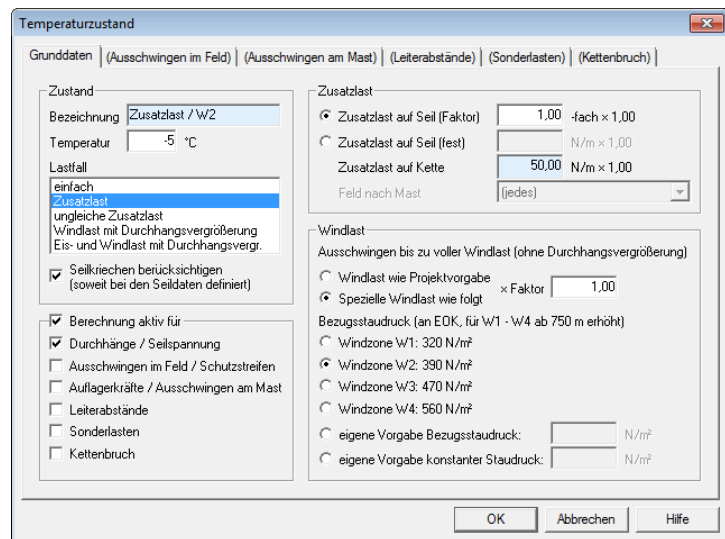 Temperaturzustand
Grunddaten (Ausschwingen im Feld) (Ausschwingen am Mast) (Leiterabstände) (Sonderlasten) (Kettenbruch)
Zustand
Bezeichnung Zusatzlast / W2
Temperatur -5 °C
Lastfall
einfach
Zusatzlast
ungleiche Zusatzlast
Windlast mit Durchhangsvergrößerung
Eis- und Windlast mit Durchhangsvergr.
Seilkriechen berücksichtigen
(soweit bei den Seildaten definiert)
Berechnung aktiv für
Durchhänge / Seilspannung
Ausschwingen im Feld / Schutzstreifen
Auflagerkräfte / Ausschwingen am Mast
Leiterabstände
Sonderlasten
Kettenbruch
Zusatzlast
Zusatzlast auf Seil (Faktor) 1,00 -fach × 1,00
Zusatzlast auf Seil (fest) N/m × 1,00
Zusatzlast auf Kette 50,00 N/m × 1,00
Feld nach Mast (jedes)
Windlast
Ausschwingen bis zu voller Windlast (ohne Durchhangsvergrößerung)
Windlast wie Projektvorgabe
Spezielle Windlast wie folgt
× Faktor 1,00
Bezugsstaudruck (an EOK, für W1 - W4 ab 750 m erhöht)
Windzone W1: 320 N/m²
Windzone W2: 390 N/m²
Windzone W3: 470 N/m²
Windzone W4: 560 N/m²
eigene Vorgabe Bezugsstaudruck: N/m²
eigene Vorgabe konstanter Staudruck: N/m²
OK Abbrechen Hilfe